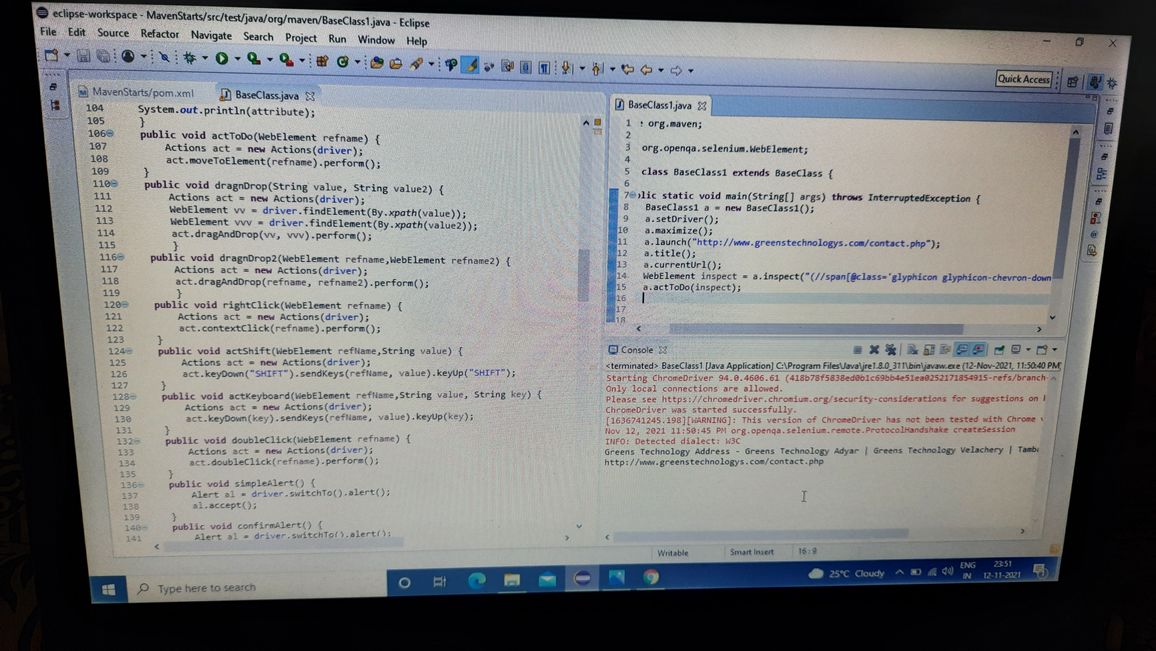 eclipse-workspace - MavenStarts/src/test/java/org/maven/BaseClass1.java - Eclipse
File Edit Source Refactor Navigate Search Project Run Window Help
Quick Access
MavenStarts/pom.xml
BaseClass.java
104 System.out.println(attribute);
105 }
106 public void actToDo(WebElement refname) {
107 Actions act = new Actions(driver);
108 act.moveToElement(refname).perform();
109 }
110 public void dragnDrop(String value, String value2) {
111 Actions act = new Actions(driver);
112 WebElement vv = driver.findElement(By.xpath(value));
113 WebElement vvv = driver.findElement(By.xpath(value2));
114 act.dragAndDrop(vv, vvv).perform();
115 }
116 public void dragnDrop2(WebElement refname,WebElement refname2) {
117 Actions act = new Actions(driver);
118 act.dragAndDrop(refname, refname2).perform();
119 }
120 public void rightClick(WebElement refname) {
121 Actions act = new Actions(driver);
122 act.contextClick(refname).perform();
123 }
124 public void actShift(WebElement refName,String value) {
125 Actions act = new Actions(driver);
126 act.keyDown("SHIFT").sendKeys(refName, value).keyUp("SHIFT");
127 }
128 public void actKeyboard(WebElement refName,String value, String key) {
129 Actions act = new Actions(driver);
130 act.keyDown(key).sendKeys(refName, value).keyUp(key);
131 }
132 public void doubleClick(WebElement refname) {
133 Actions act = new Actions(driver);
134 act.doubleClick(refname).perform();
135 }
136 public void simpleAlert() {
137 Alert al = driver.switchTo().alert();
138 al.accept();
139 }
140 public void confirmAlert() {
141 Alert al = driver.switchTo().alert();
BaseClass1.java
1 org.maven;
2
3 org.openqa.selenium.WebElement;
4
5 class BaseClass1 extends BaseClass {
6
7 blic static void main(String[] args) throws InterruptedException {
8 BaseClass1 a = new BaseClass1();
9 a.setDriver();
10 a.maximize();
11 a.launch("http://www.greenstechnologys.com/contact.php");
12 a.title();
13 a.currentUrl();
14 WebElement inspect = a.inspect("(//span[@class='glyphicon glyphicon-chevron-down
15 a.actToDo(inspect);
16
17
18
Console
<terminated> BaseClass1 [Java Application] C:\Program Files\Java\jre1.8.0_311\bin\javaw.exe (12-Nov-2021, 11:50:40 PM)
Starting ChromeDriver 94.0.4606.61 (418b78f5838ed0b1c69bb4e51ea0252171854915-refs/branch-
Only local connections are allowed.
Please see https://chromedriver.chromium.org/security-considerations for suggestions on
ChromeDriver was started successfully.
[1636741245.198][WARNING]: This version of ChromeDriver has not been tested with Chrome
Nov 12, 2021 11:50:45 PM org.openqa.selenium.remote.ProtocolHandshake createSession
INFO: Detected dialect: W3C
Greens Technology Address - Greens Technology Adyar | Greens Technology Velachery | Tamb
http://www.greenstechnologys.com/contact.php
Writable Smart Insert 16:9
Type here to search
25°C Cloudy ENG IN 23:51 12-11-2021